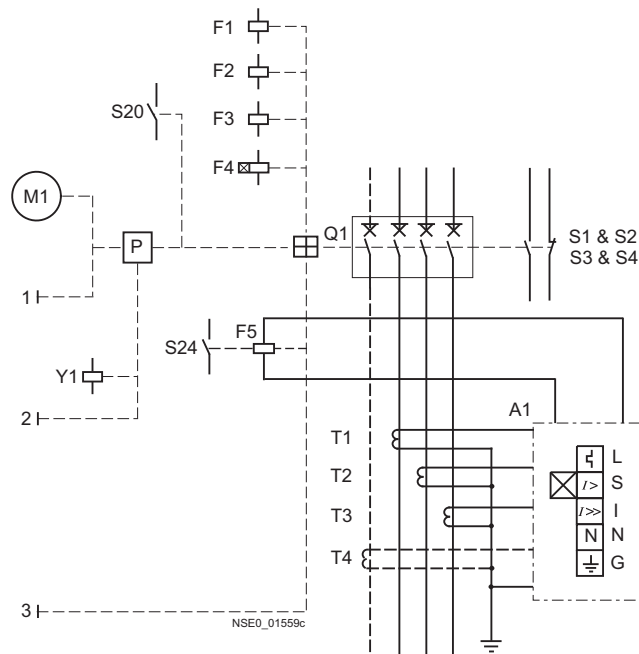 F1
F2
S20
F3
F4
M1
P
Q1
S1 & S2
S3 & S4
1
F5
S24
Y1
A1
2
T1
L
T2
I> S
T3
I>> I
N N
T4
G
3
NSE0_01559c